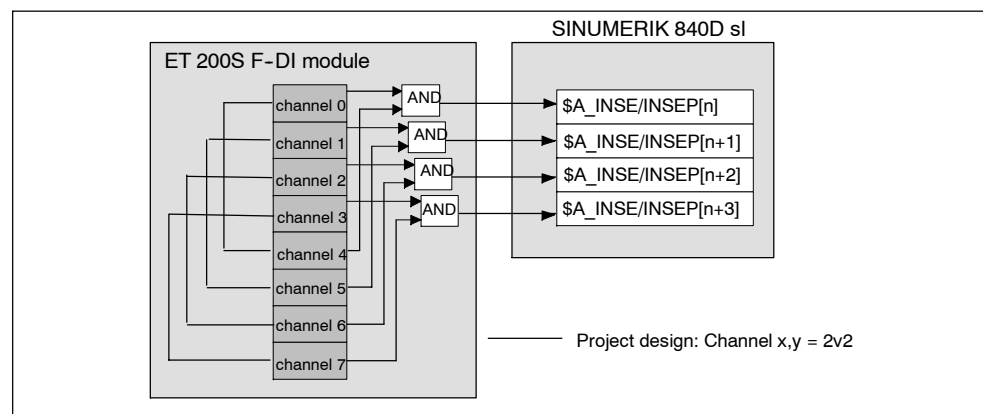 SINUMERIK 840D sl
ET 200S F-DI module
channel 0
channel 1
channel 2
channel 3
channel 4
channel 5
channel 6
channel 7
AND
AND
AND
AND
$A_INSE/INSEP[n]
$A_INSE/INSEP[n+1]
$A_INSE/INSEP[n+2]
$A_INSE/INSEP[n+3]
Project design: Channel x,y = 2v2